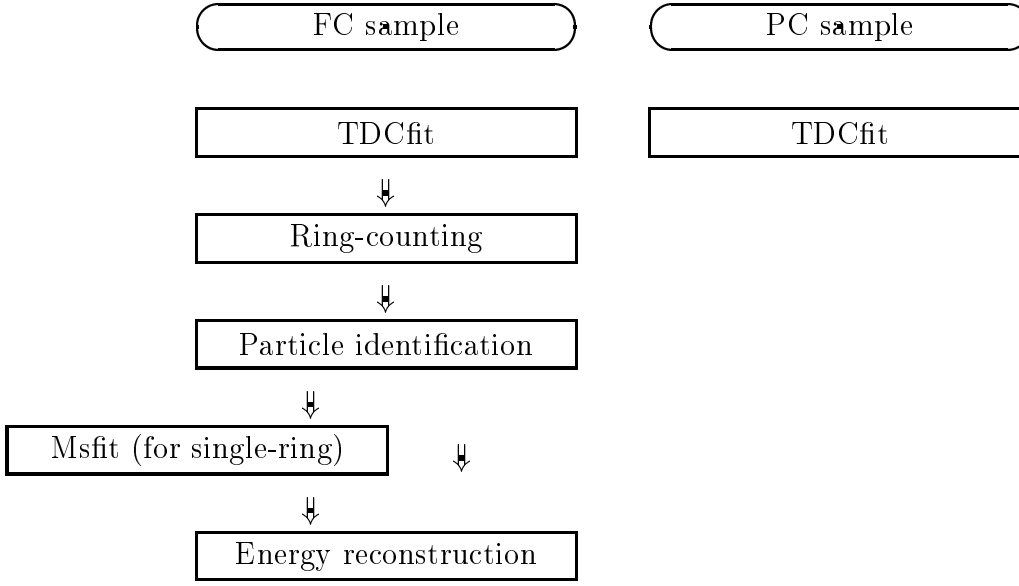 FC sample
PC sample
TDCfit
TDCfit
Ring-counting
Particle identification
Msfit (for single-ring)
Energy reconstruction